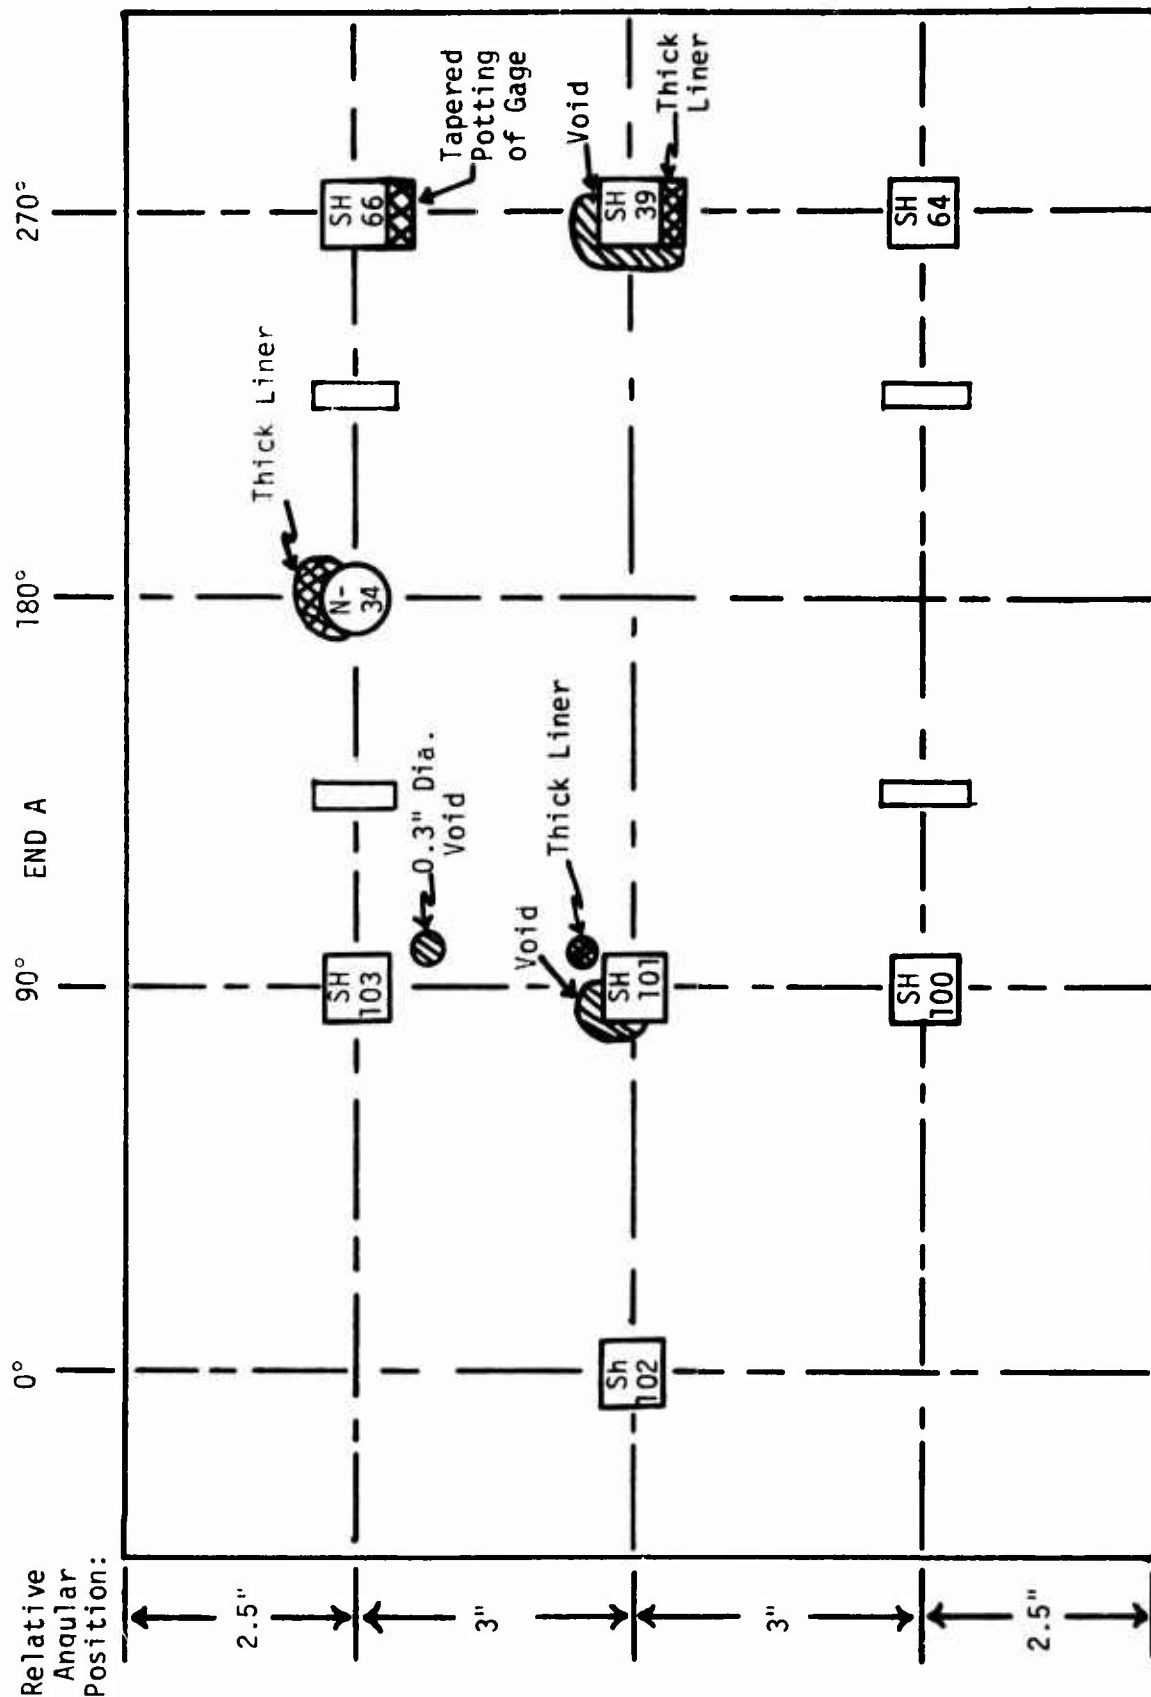 Relative
Angular
Position:
0°
90°
END A
180°
270°
2.5"
3"
3"
2.5"
SH
103
0.3" Dia.
Void
Thick Liner
N-
34
SH
66
Tapered
Potting
of Gage
Sh
102
Void
Thick Liner
SH
101
Void
SH
39
Thick
Liner
SH
100
SH
64